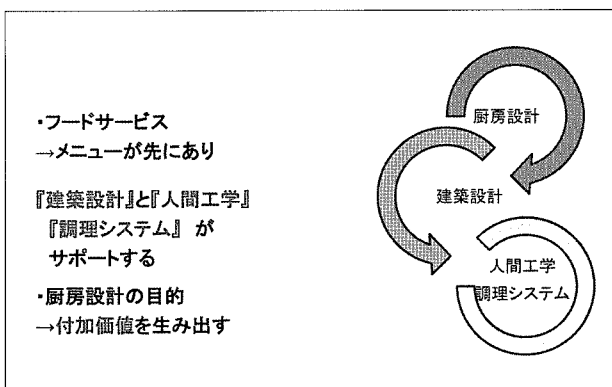 ・フードサービス
→メニューが先にあり
『建築設計』と『人間工学』
『調理システム』 が
サポートする
・厨房設計の目的
→付加価値を生み出す
厨房設計
建築設計
人間工学
調理システム